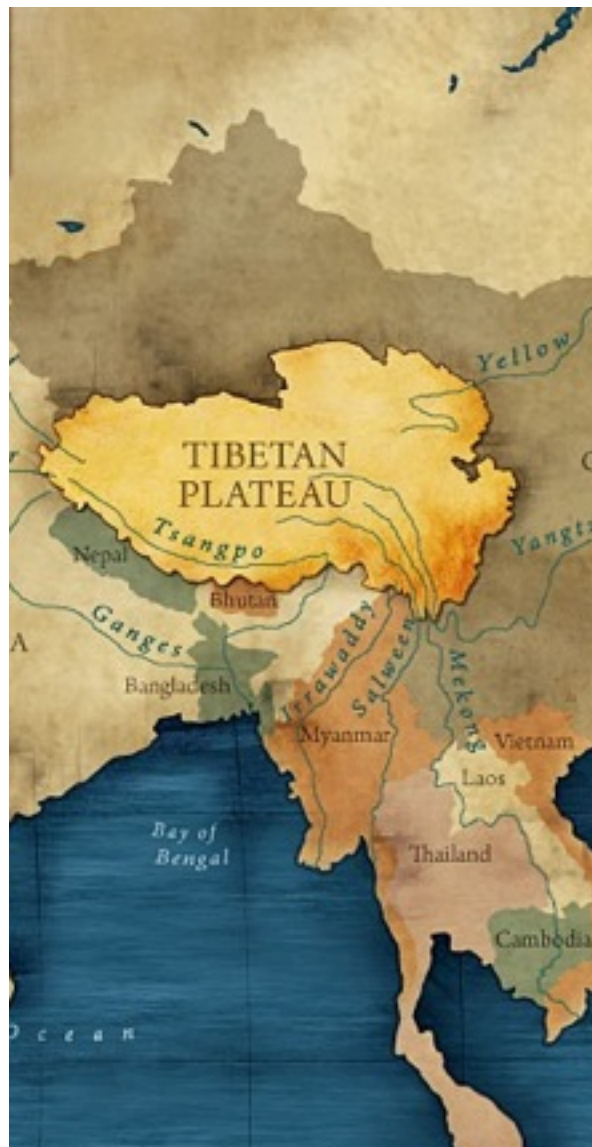 Yellow
TIBETAN
PLATEAU
Tsangpo
Yangtz
Nepal
Bhutan
Ganges
A
Irrawaddy
Salween
Mekong
Bangladesh
Myanmar
Vietnam
Laos
Bay of
Bengal
Thailand
Cambodia
Ocean